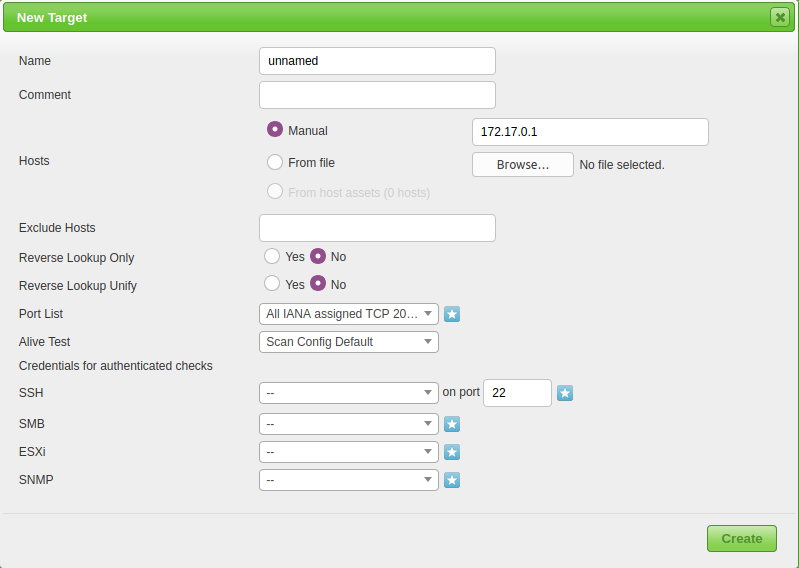 New Target
Name unnamed
Comment
Manual 172.17.0.1
Hosts From file Browse... No file selected.
From host assets (0 hosts)
Exclude Hosts
Reverse Lookup Only Yes No
Reverse Lookup Unify Yes No
Port List All IANA assigned TCP 20...
Alive Test Scan Config Default
Credentials for authenticated checks
SSH -- on port 22
SMB --
ESXi --
SNMP --
Create